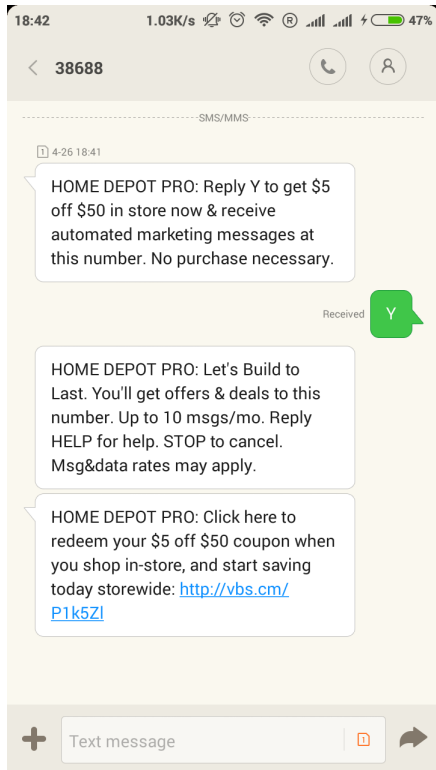 18:42 1.03K/s R 47%
38688
SMS/MMS
1 4-26 18:41
HOME DEPOT PRO: Reply Y to get $5
off $50 in store now & receive
automated marketing messages at
this number. No purchase necessary.
Received Y
HOME DEPOT PRO: Let's Build to
Last. You'll get offers & deals to this
number. Up to 10 msgs/mo. Reply
HELP for help. STOP to cancel.
Msg&data rates may apply.
HOME DEPOT PRO: Click here to
redeem your $5 off $50 coupon when
you shop in-store, and start saving
today storewide: http://vbs.cm/
P1k5Zl
Text message 1